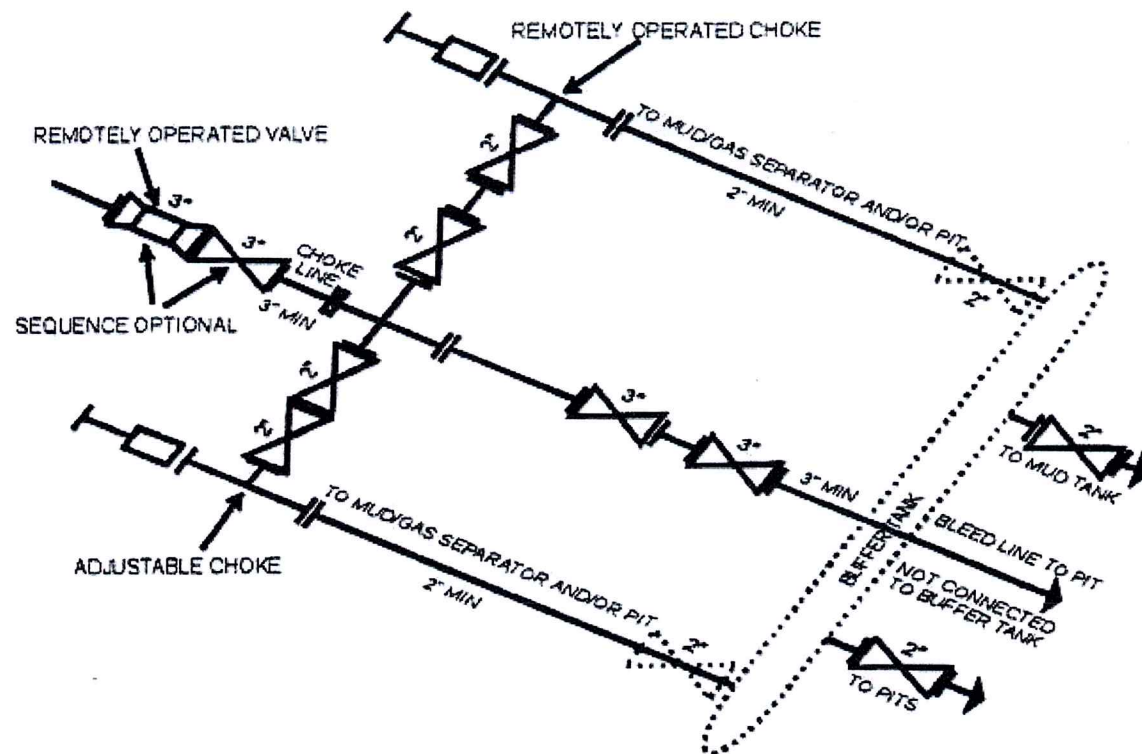 REMOTELY OPERATED CHOKE
REMOTELY OPERATED VALVE
TO MUD/GAS SEPARATOR AND/OR PIT
2" MIN
2"
2"
2"
3"
3"
CHOKE
LINE
3" MIN
SEQUENCE OPTIONAL
2"
2"
3"
3"
3" MIN
2"
TO MUD TANK
BUFFER TANK
BLEED LINE TO PIT
NOT CONNECTED
TO BUFFER TANK
ADJUSTABLE CHOKE
TO MUD/GAS SEPARATOR AND/OR PIT
2" MIN
2"
2"
TO PITS